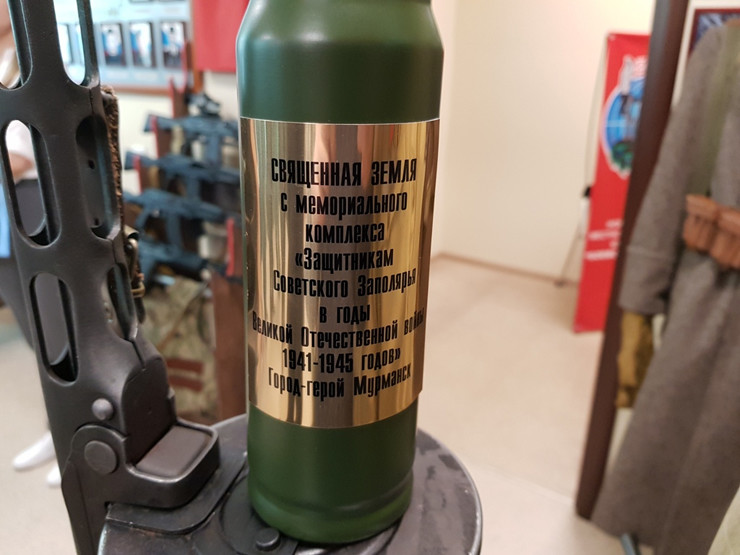 СВЯЩЕННАЯ ЗЕМЛЯ
с мемориального
комплекса
«Защитникам
Советского Заполярья
в годы
Великой Отечественной войны
1941-1945 годов»
Город-герой Мурманск